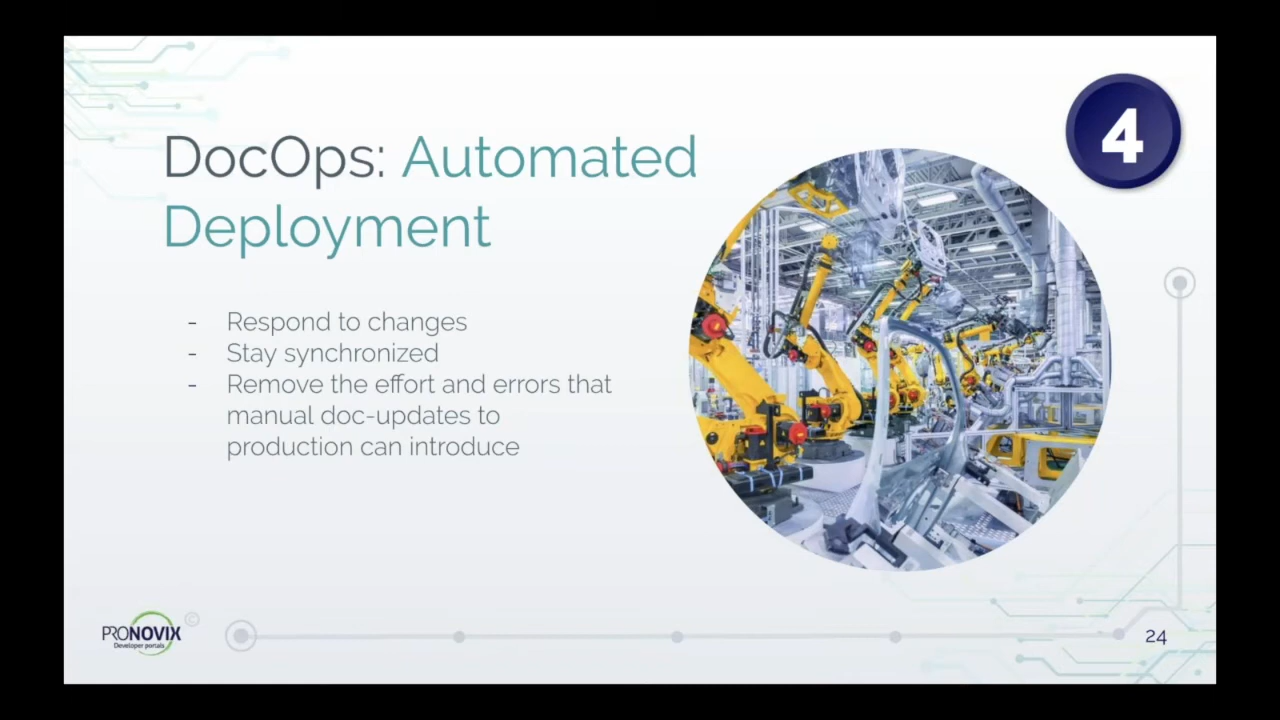 4
DocOps: Automated
Deployment
- Respond to changes
- Stay synchronized
- Remove the effort and errors that
manual doc-updates to
production can introduce
PRONOVIX
Developer portals
©
24